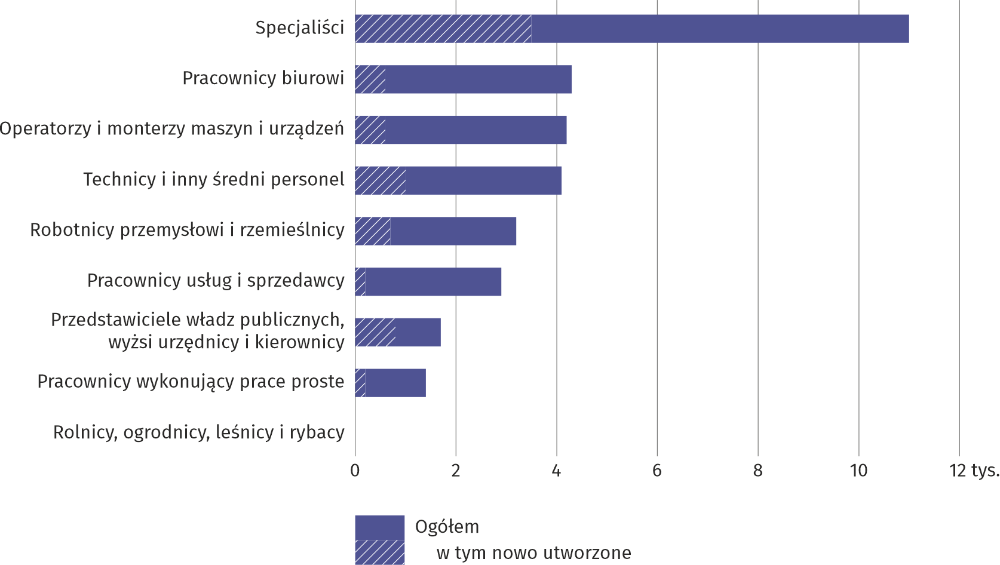 Specjaliści
Pracownicy biurowi
Operatorzy i monterzy maszyn i urządzeń
Technicy i inny średni personel
Robotnicy przemysłowi i rzemieślnicy
Pracownicy usług i sprzedawcy
Przedstawiciele władz publicznych,
wyżsi urzędnicy i kierownicy
Pracownicy wykonujący prace proste
Rolnicy, ogrodnicy, leśnicy i rybacy
0 2 4 6 8 10 12 tys.
Ogółem
w tym nowo utworzone